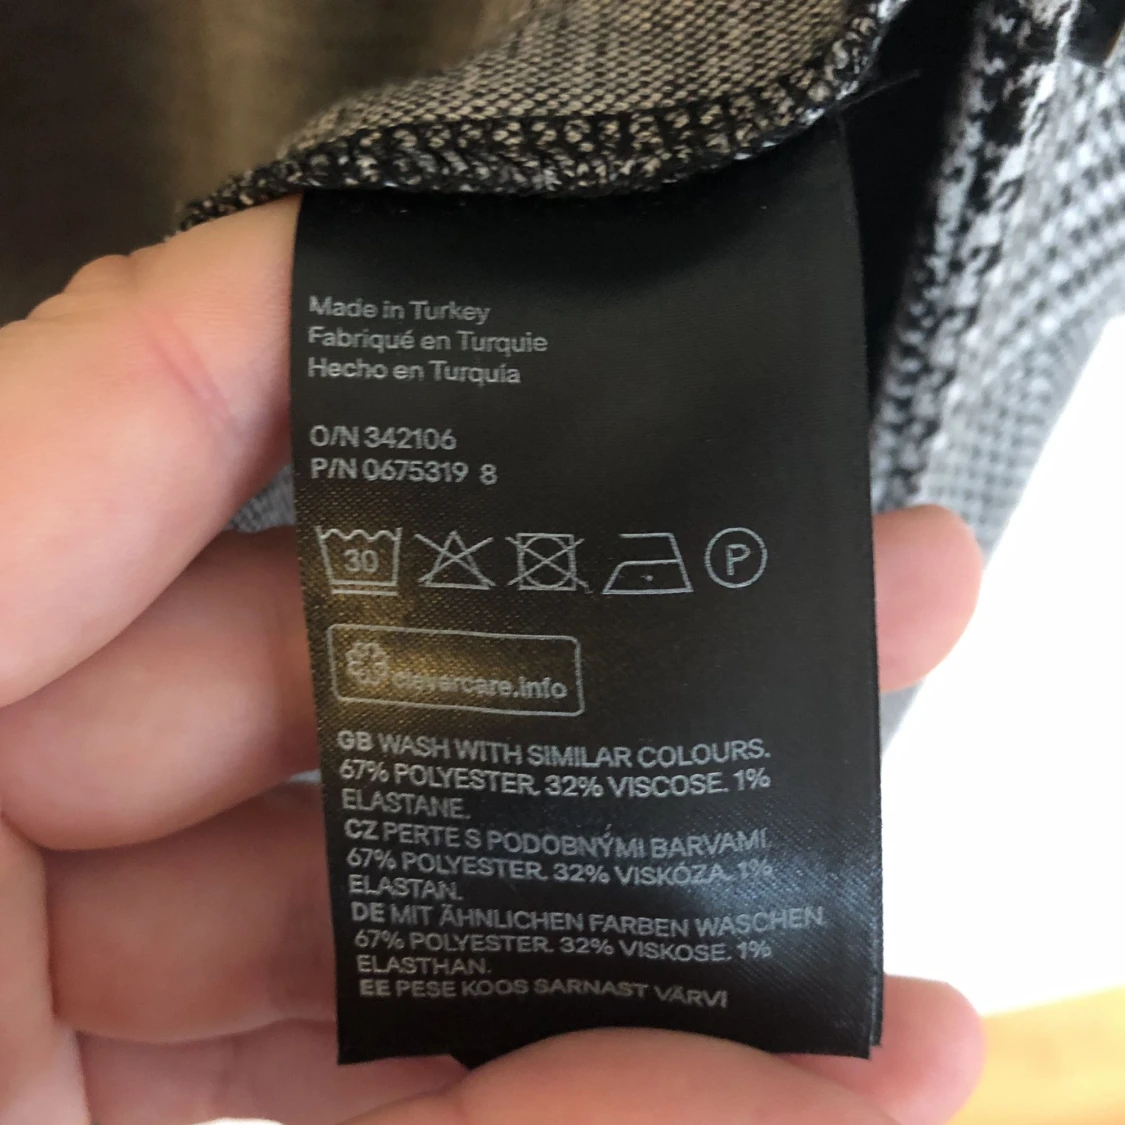 Made in Turkey
Fabriqué en Turquie
Hecho en Turquía
O/N 342106
P/N 0675319 8
30
P
clevercare.info
GB WASH WITH SIMILAR COLOURS.
67% POLYESTER. 32% VISCOSE. 1%
ELASTANE.
CZ PERTE S PODOBNÝMI BARVAMI.
67% POLYESTER. 32% VISKOZA. 1%
ELASTAN.
DE MIT ÄHNLICHEN FARBEN WASCHEN.
67% POLYESTER. 32% VISKOSE. 1%
ELASTHAN.
EE PESE KOOS SARNAST VÄRVI